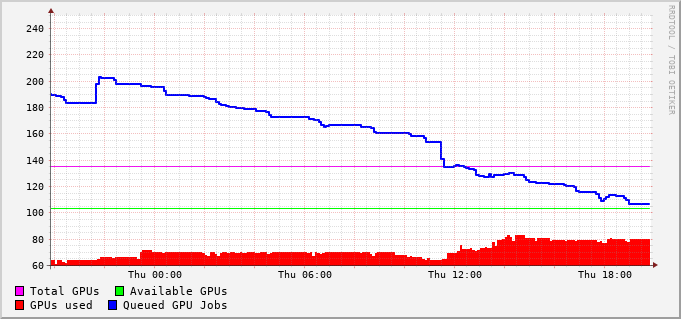 RRDTOOL / TOBI OETIKER
240
220
200
180
160
140
120
100
80
60
Thu 00:00 Thu 06:00 Thu 12:00 Thu 18:00
Total GPUs Available GPUs
GPUs used Queued GPU Jobs